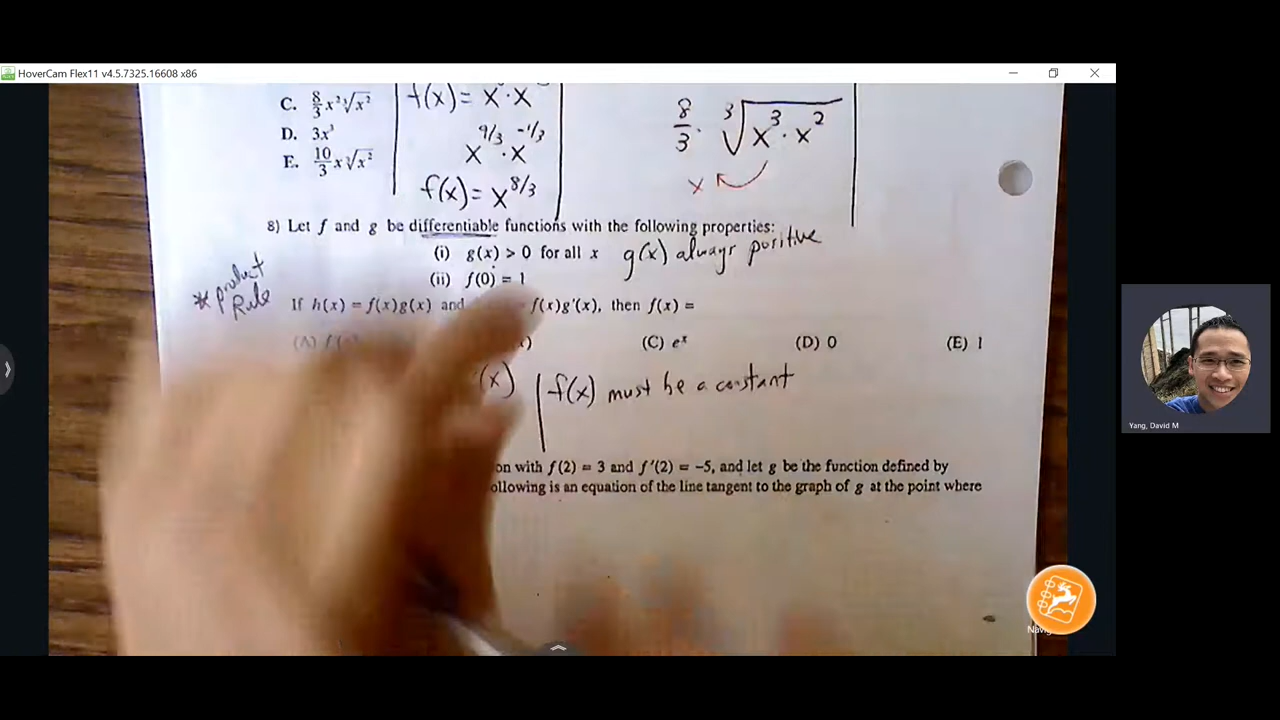 HoverCam Flex11 v4.5.7325.16608 x86
C. 8/3 x²∛x²
D. 3x³
E. 10/3 x∛x²
f(x) = x · x
x^9/3 · x^-1/3
f(x) = x^8/3
8/3 · ∛x³ · x²
x
8) Let f and g be differentiable functions with the following properties:
(i) g(x) > 0 for all x
g(x) always positive
(ii) f(0) = 1
* product
Rule
If h(x) = f(x)g(x) and f(x)g'(x), then f(x) =
(C) eˣ (D) 0 (E) 1
(x)
f(x) must be a constant
on with f(2) = 3 and f'(2) = −5, and let g be the function defined by
ollowing is an equation of the line tangent to the graph of g at the point where
Yang, David M